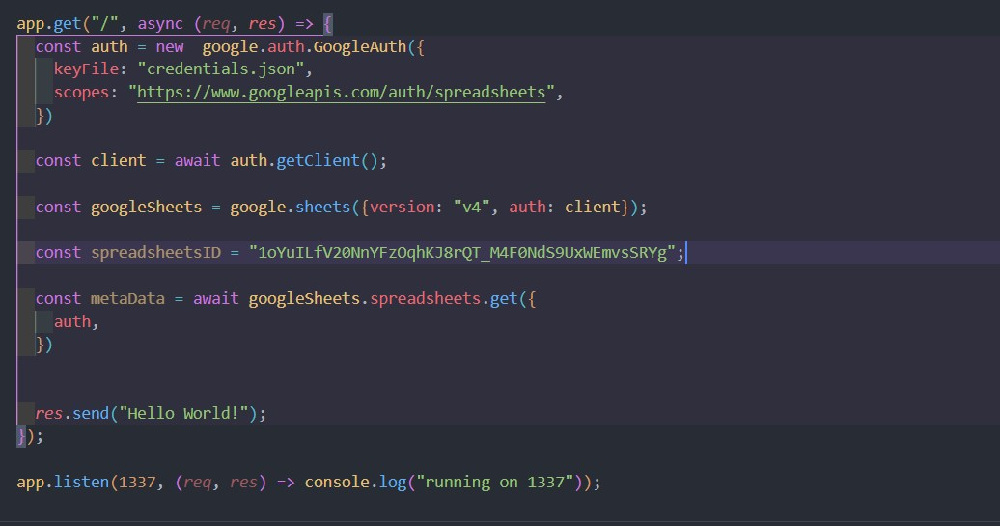 app.get("/", async (req, res) => {
const auth = new  google.auth.GoogleAuth({
keyFile: "credentials.json",
scopes: "https://www.googleapis.com/auth/spreadsheets",
})
const client = await auth.getClient();
const googleSheets = google.sheets({version: "v4", auth: client});
const spreadsheetsID = "1oYuILfV20NnYFzOqhKJ8rQT_M4F0NdS9UxWEmvsSRYg";
const metaData = await googleSheets.spreadsheets.get({
auth,
})
res.send("Hello World!");
});
app.listen(1337, (req, res) => console.log("running on 1337"));